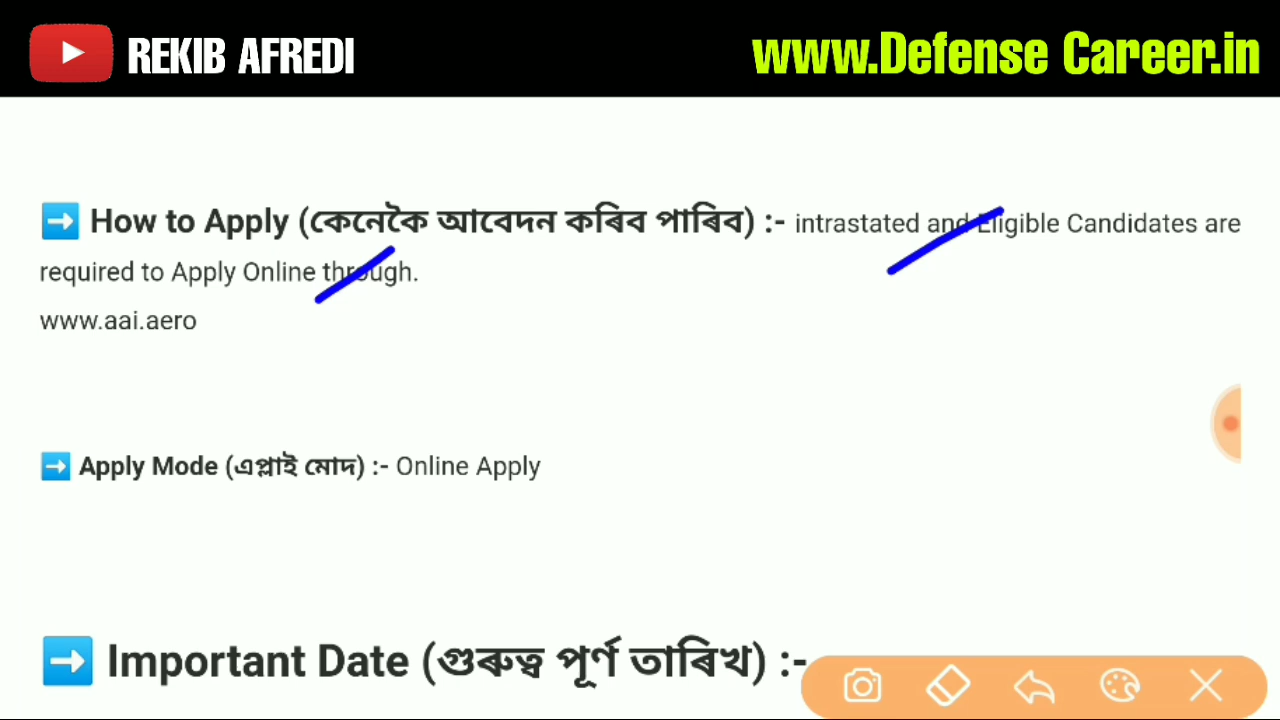 REKIB AFREDI
www.Defense Career.in
How to Apply (কেনেকৈ আবেদন কৰিব পাৰিব) :- intrastated and Eligible Candidates are
required to Apply Online through.
www.aai.aero
Apply Mode (এপ্লাই মোদ) :- Online Apply
Important Date (গুৰুত্ব পূৰ্ণ তাৰিখ) :-